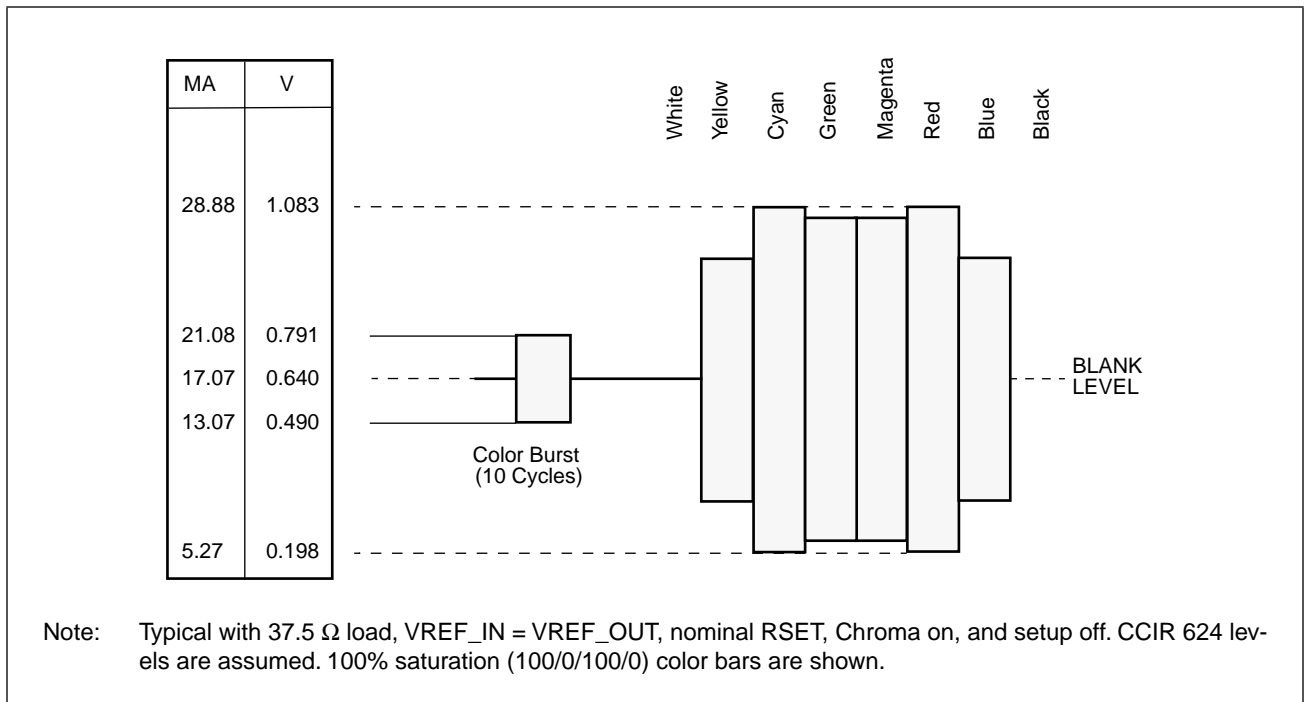 MA V
White
Yellow
Cyan
Green
Magenta
Red
Blue
Black
28.88 1.083
21.08 0.791
17.07 0.640
13.07 0.490
5.27 0.198
BLANK
LEVEL
Color Burst
(10 Cycles)
Note: Typical with 37.5 Ω load, VREF_IN = VREF_OUT, nominal RSET, Chroma on, and setup off. CCIR 624 lev-
els are assumed. 100% saturation (100/0/100/0) color bars are shown.